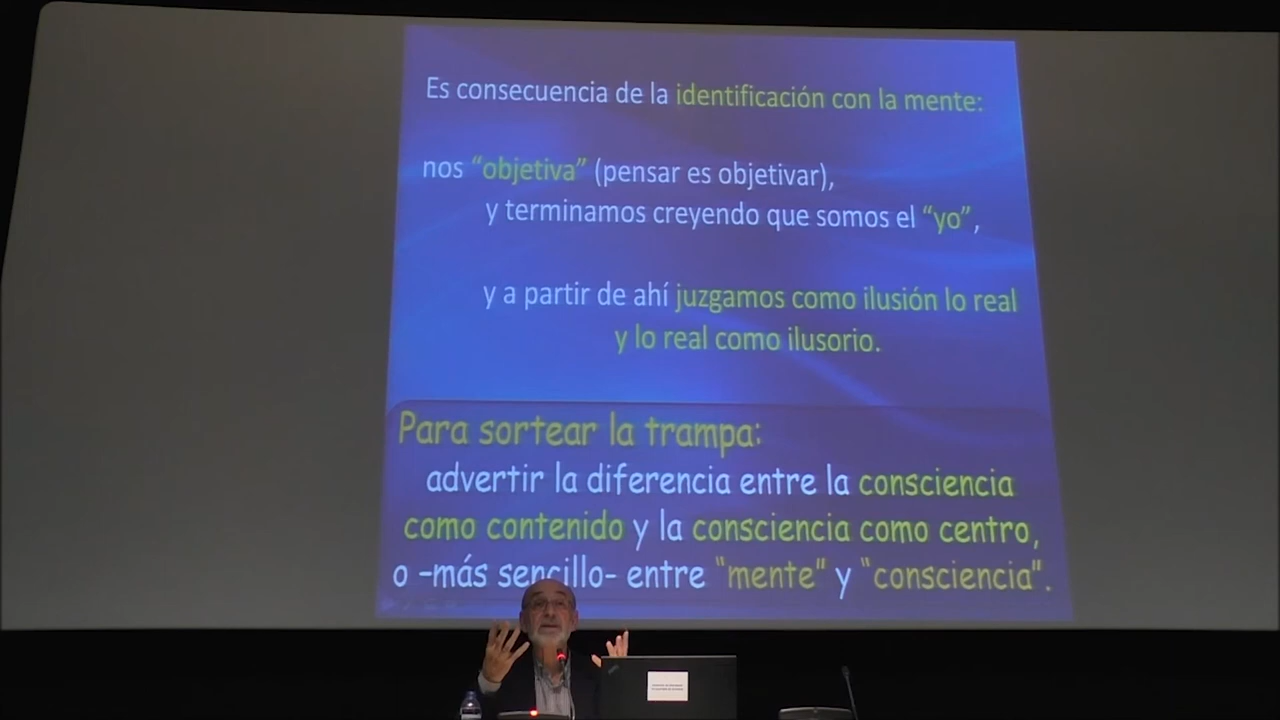 Es consecuencia de la identificación con la mente:
nos “objetiva” (pensar es objetivar),
y terminamos creyendo que somos el “yo”,
y a partir de ahí juzgamos como ilusión lo real
y lo real como ilusorio.
Para sortear la trampa:
advertir la diferencia entre la consciencia
como contenido y la consciencia como centro,
o –más sencillo- entre “mente” y “consciencia”.